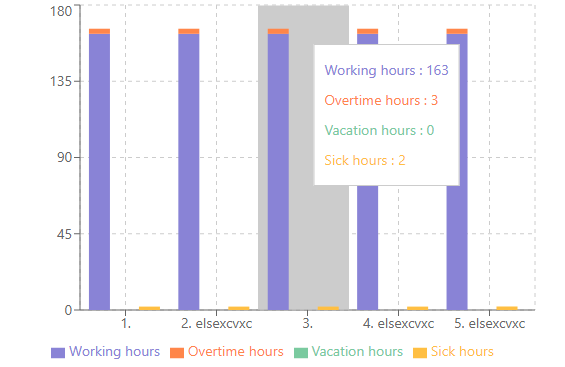 180
Working hours : 163
Overtime hours : 3
135
Vacation hours : 0
90
Sick hours : 2
45
0
1. 2. elsexcvxc 3. 4. elsexcvxc 5. elsexcvxc
Working hours Overtime hours Vacation hours Sick hours